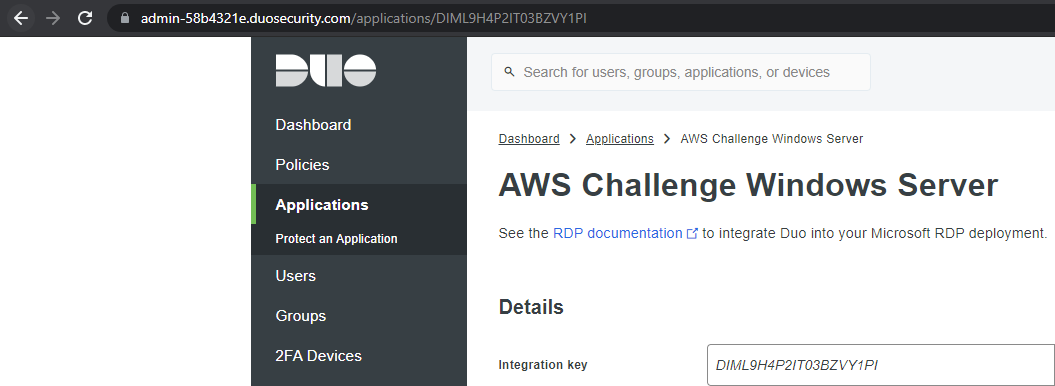 admin-58b4321e.duosecurity.com/applications/DIML9H4P2IT03BZVY1PI
DUO
Search for users, groups, applications, or devices
Dashboard
Policies
Applications
Protect an Application
Users
Groups
2FA Devices
Dashboard > Applications > AWS Challenge Windows Server
AWS Challenge Windows Server
See the RDP documentation to integrate Duo into your Microsoft RDP deployment.
Details
Integration key DIML9H4P2IT03BZVY1PI